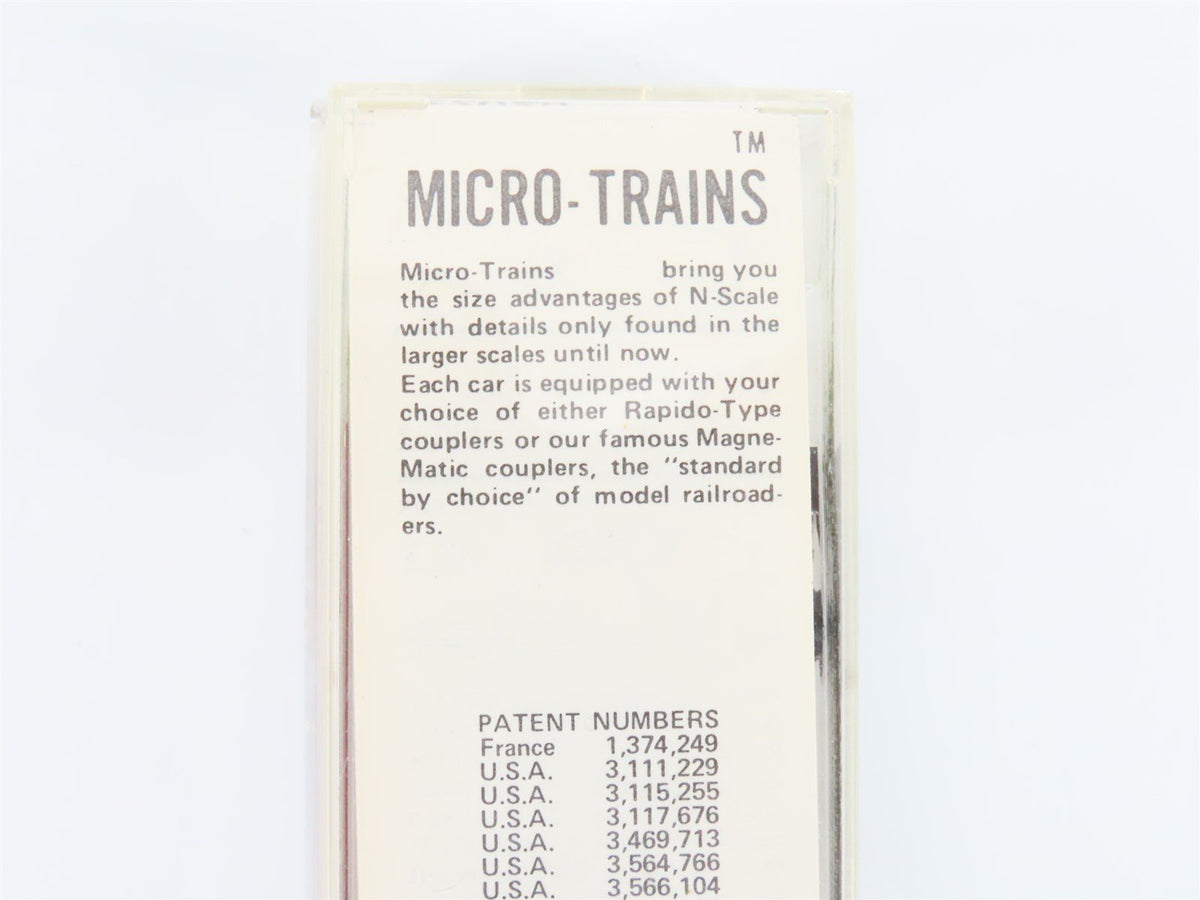 TM
MICRO-TRAINS
Micro-Trains bring you
the size advantages of N-Scale
with details only found in the
larger scales until now.
Each car is equipped with your
choice of either Rapido-Type
couplers or our famous Magne-
Matic couplers, the "standard
by choice" of model railroad-
ers.
PATENT NUMBERS
France 1,374,249
U.S.A. 3,111,229
U.S.A. 3,115,255
U.S.A. 3,117,676
U.S.A. 3,469,713
U.S.A. 3,564,766
U.S.A. 3,566,104